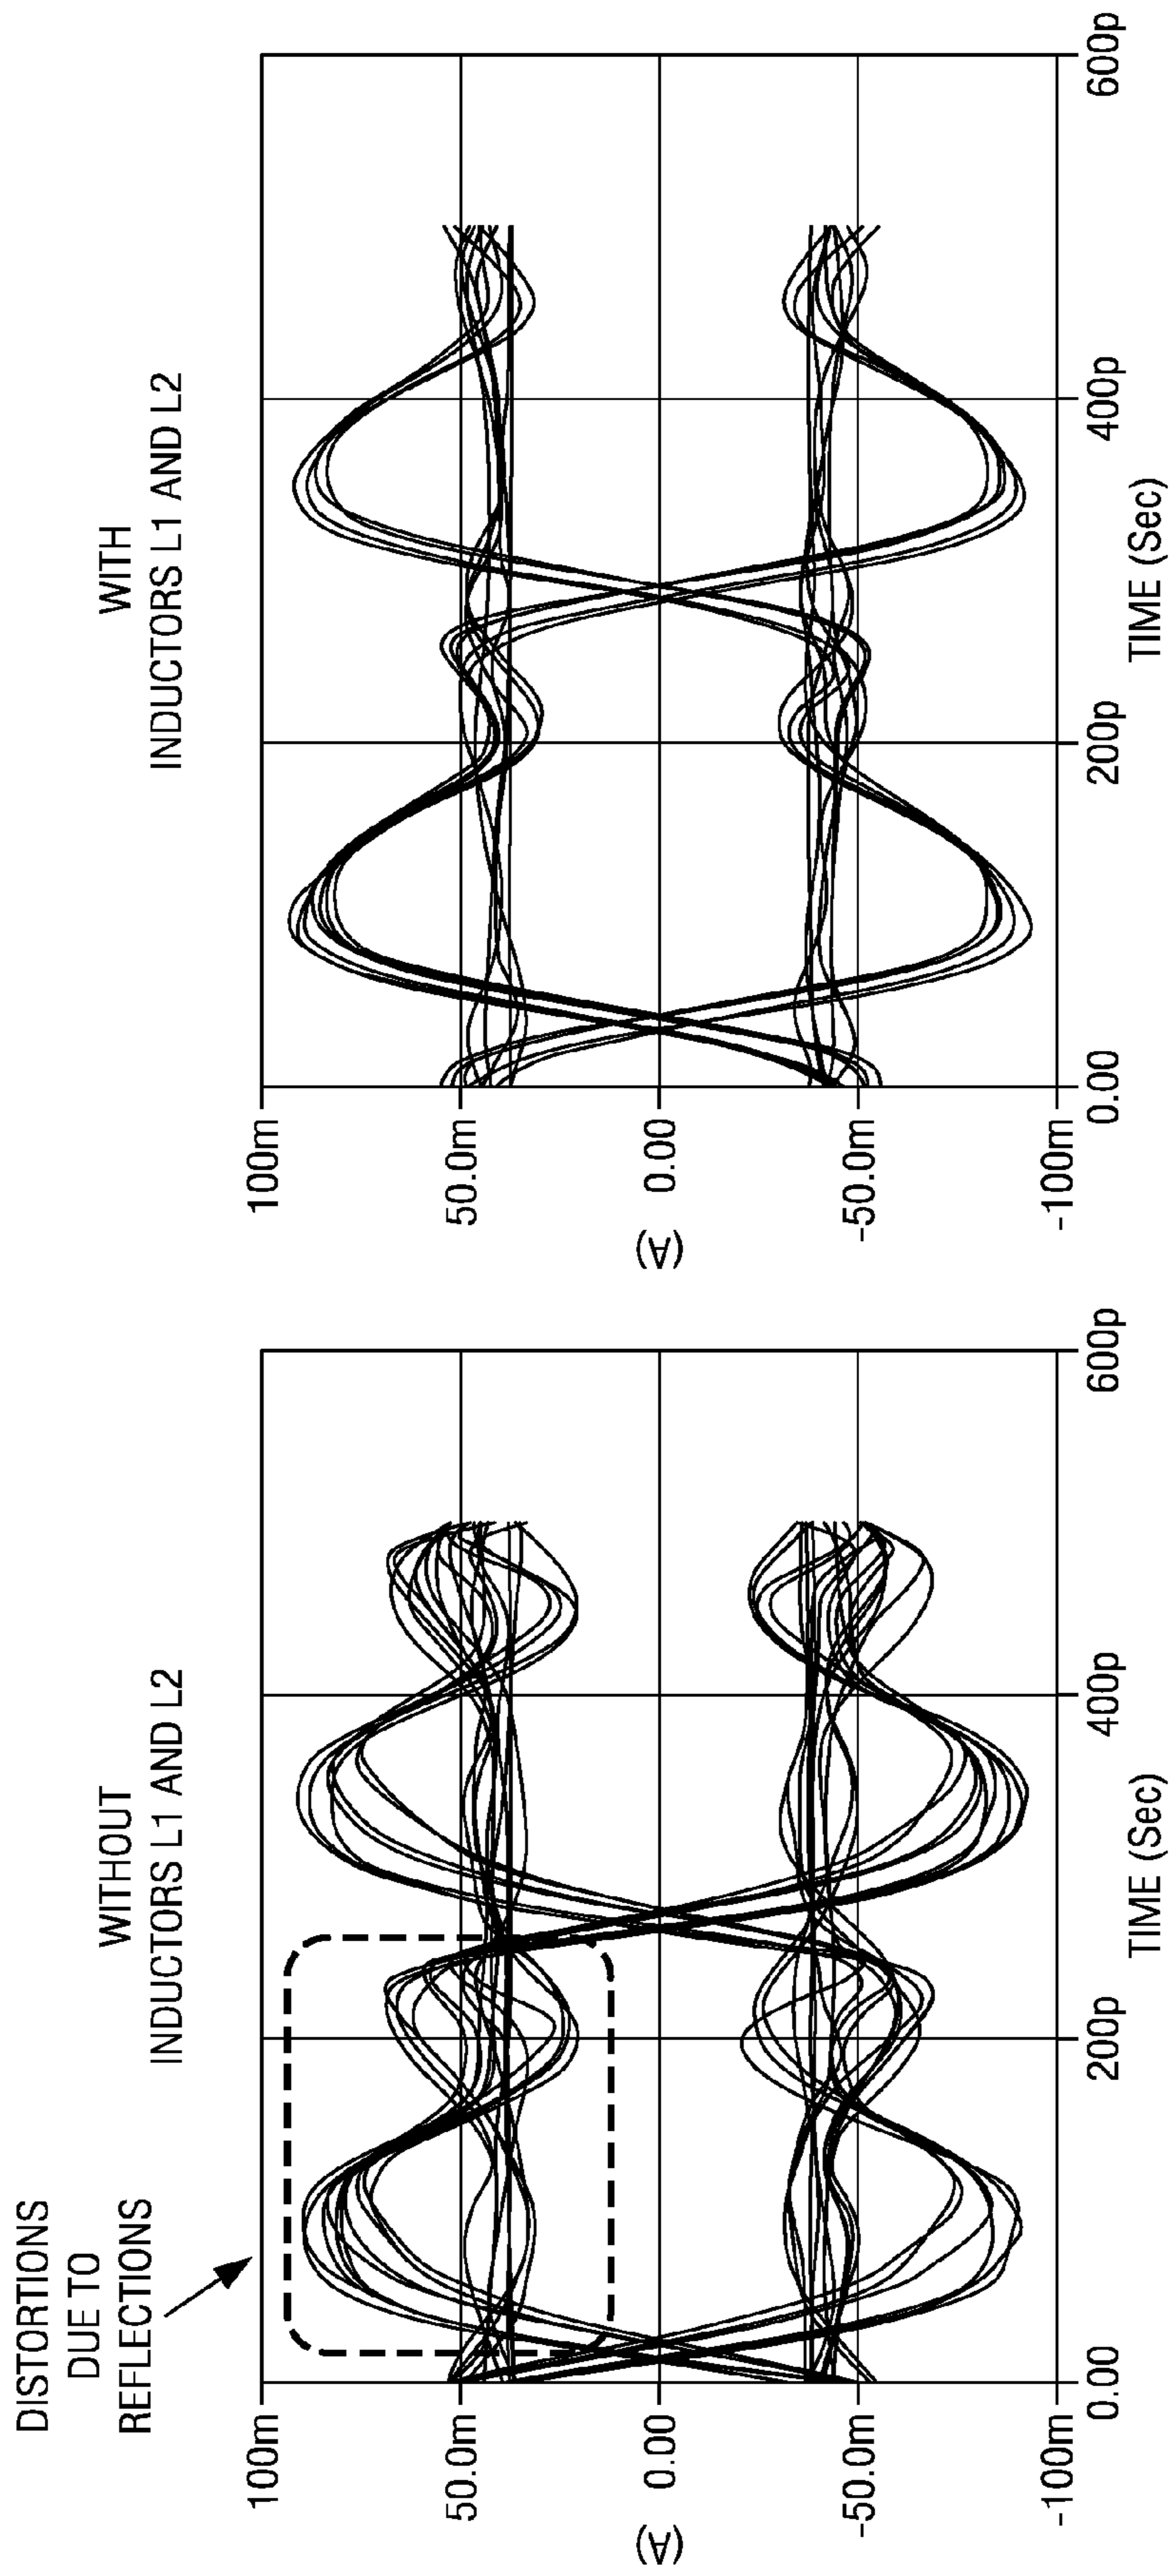 DISTORTIONS
DUE TO
REFLECTIONS
WITHOUT
INDUCTORS L1 AND L2
100m
50.0m
0.00
-50.0m
-100m
(A)
0.00
200p
400p
600p
TIME (Sec)
WITH
INDUCTORS L1 AND L2
100m
50.0m
0.00
-50.0m
-100m
(A)
0.00
200p
400p
600p
TIME (Sec)